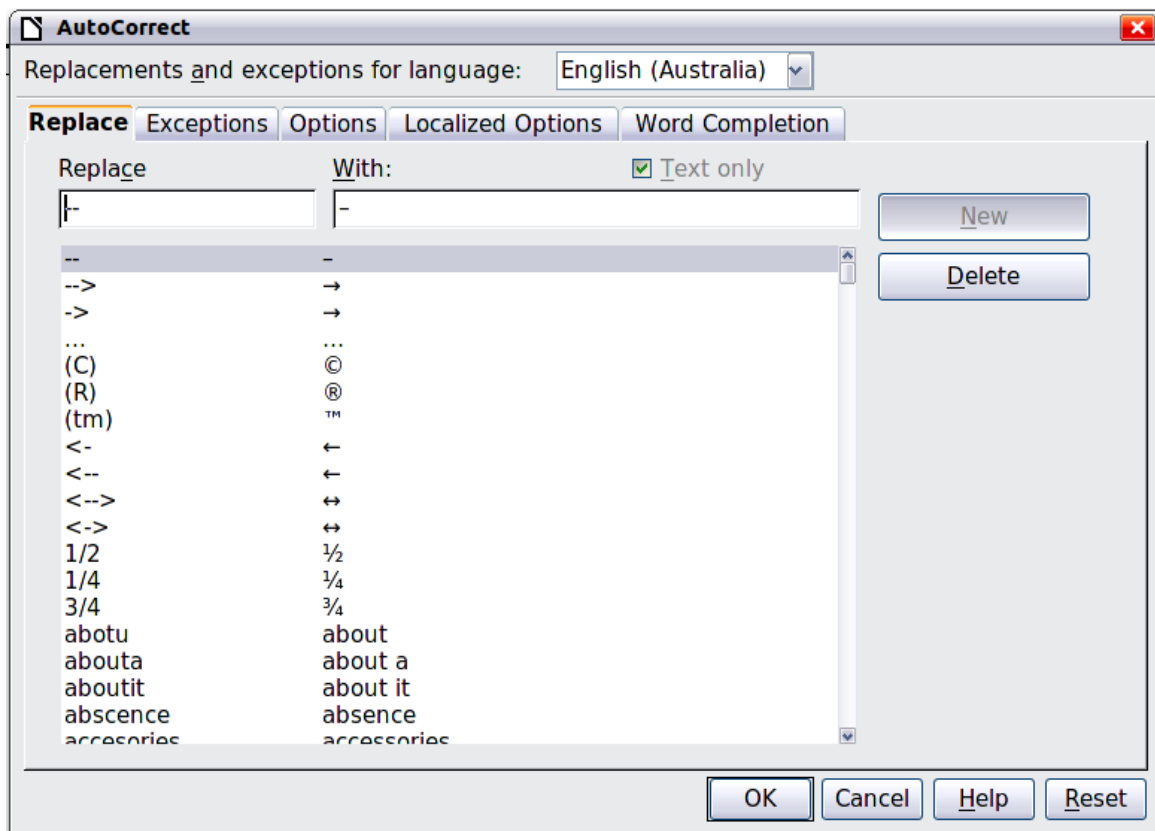 AutoCorrect
Replacements and exceptions for language: English (Australia)
Replace Exceptions Options Localized Options Word Completion
Replace With: Text only
-- – New
-- –
--> → Delete
-> →
... …
(C) ©
(R) ®
(tm) ™
<- ←
<-- ←
<--> ↔
<-> ↔
1/2 ½
1/4 ¼
3/4 ¾
abotu about
abouta about a
aboutit about it
abscence absence
accesories accessories
OK Cancel Help Reset